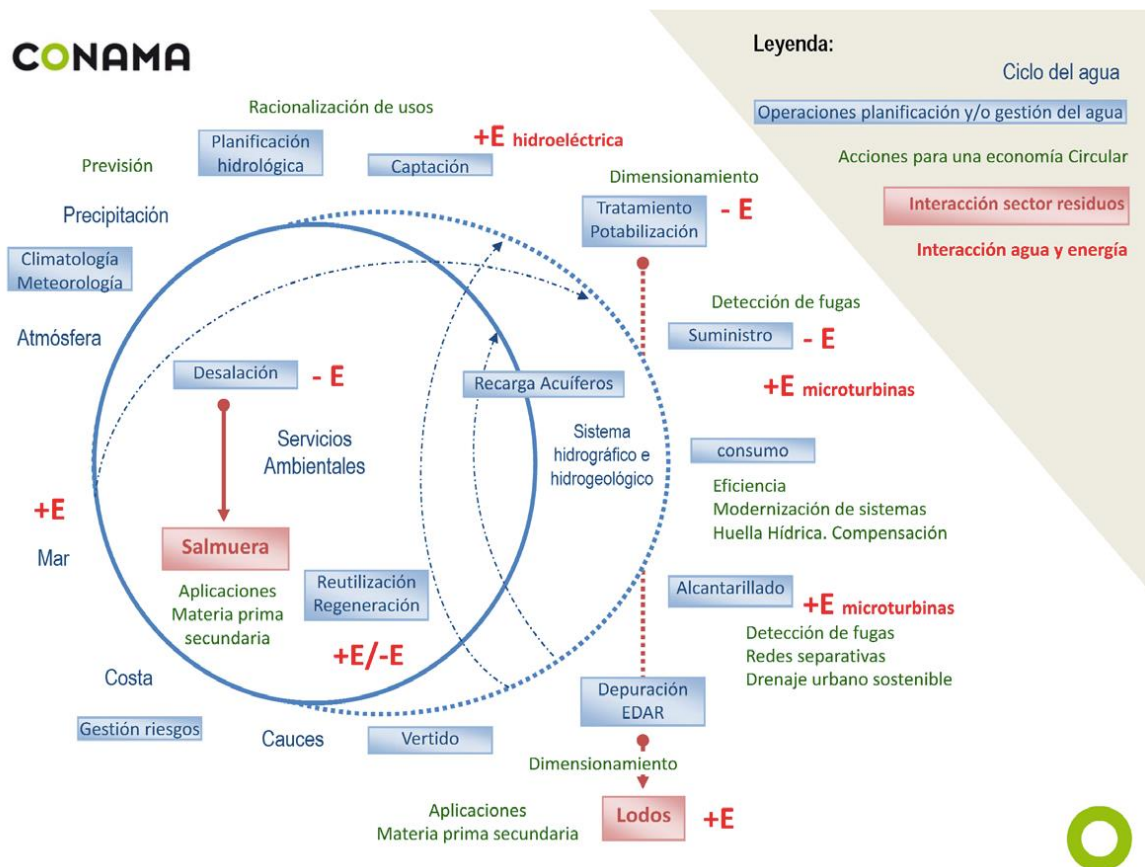 CONAMA
Leyenda:
Ciclo del agua
Operaciones planificación y/o gestión del agua
Acciones para una economía Circular
Interacción sector residuos
Interacción agua y energía
Racionalización de usos
Planificación
hidrológica
Captación
+E hidroeléctrica
Previsión
Precipitación
Dimensionamiento
Tratamiento
Potabilización
- E
Climatología
Meteorología
Atmósfera
Detección de fugas
Suministro
- E
+E microturbinas
Desalación
- E
Recarga Acuíferos
Servicios
Ambientales
Sistema
hidrográfico e
hidrogeológico
consumo
Eficiencia
Modernización de sistemas
Huella Hídrica. Compensación
+E
Mar
Salmuera
Aplicaciones
Materia prima
secundaria
Reutilización
Regeneración
+E/-E
Alcantarillado
+E microturbinas
Detección de fugas
Redes separativas
Drenaje urbano sostenible
Costa
Gestión riesgos
Cauces
Vertido
Depuración
EDAR
Dimensionamiento
Aplicaciones
Materia prima secundaria
Lodos
+E